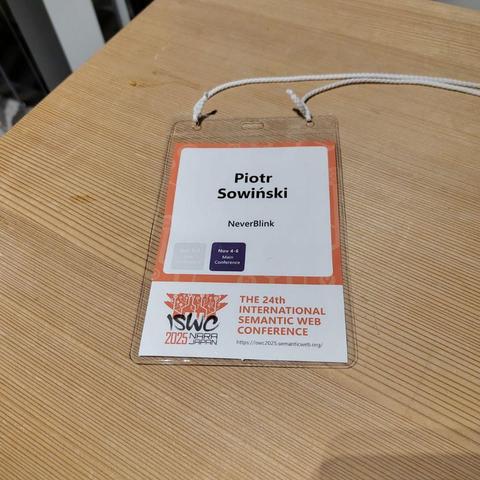 Piotr
Sowiński
NeverBlink
Nov 4-6
Main
Conference
ISWC
2025 NARA
JAPAN
THE 24th
INTERNATIONAL
SEMANTIC WEB
CONFERENCE
https://iswc2025.semanticweb.org/